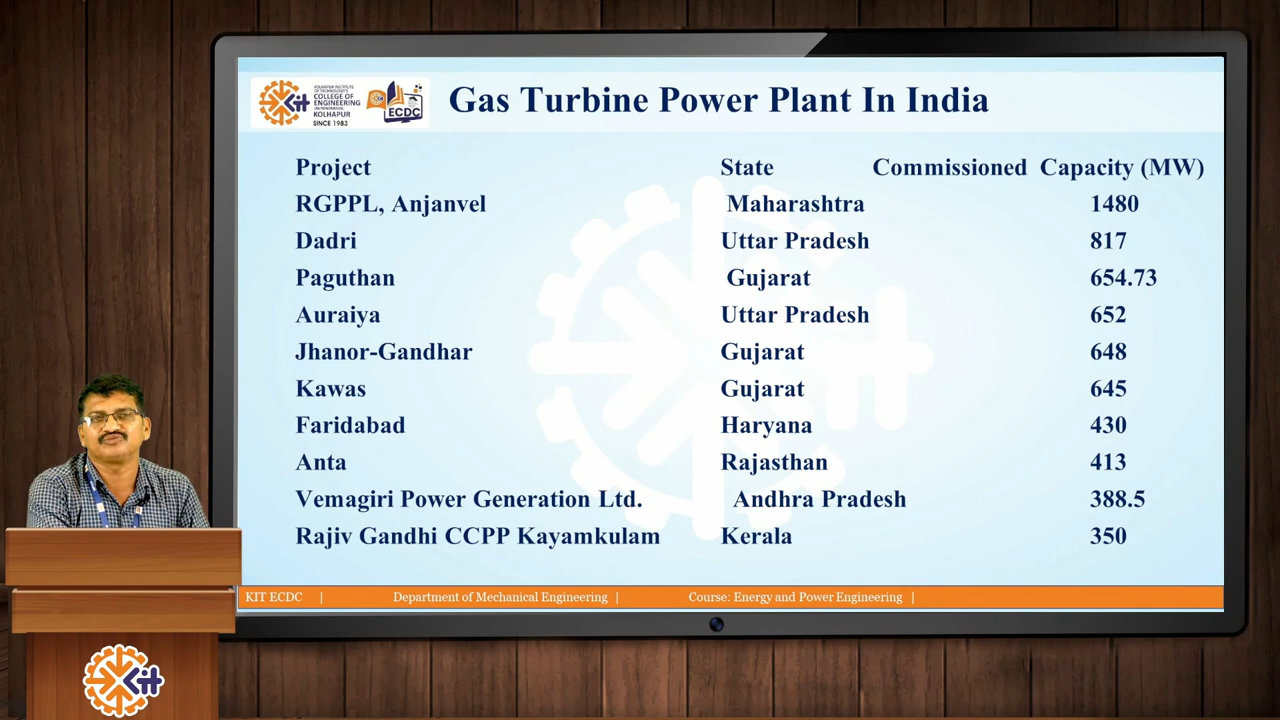 KOLHAPUR INSTITUTE
OF TECHNOLOGY'S
COLLEGE OF
ENGINEERING
(AUTONOMOUS),
KOLHAPUR
SINCE 1983
Kit
ECDC
Gas Turbine Power Plant In India
Project State Commissioned Capacity (MW)
RGPPL, Anjanvel Maharashtra 1480
Dadri Uttar Pradesh 817
Paguthan Gujarat 654.73
Auraiya Uttar Pradesh 652
Jhanor-Gandhar Gujarat 648
Kawas Gujarat 645
Faridabad Haryana 430
Anta Rajasthan 413
Vemagiri Power Generation Ltd. Andhra Pradesh 388.5
Rajiv Gandhi CCPP Kayamkulam Kerala 350
KIT ECDC | Department of Mechanical Engineering | Course: Energy and Power Engineering |
Kit